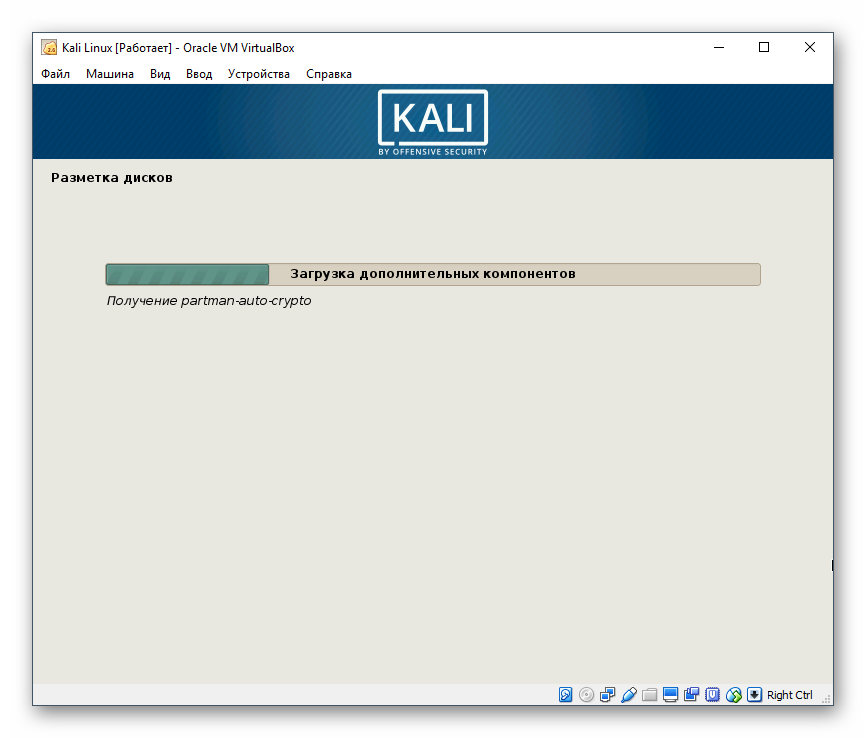 Kali Linux [Работает] - Oracle VM VirtualBox
Файл Машина Вид Ввод Устройства Справка
KALI
BY OFFENSIVE SECURITY
Разметка дисков
Загрузка дополнительных компонентов
Получение partman-auto-crypto
Right Ctrl